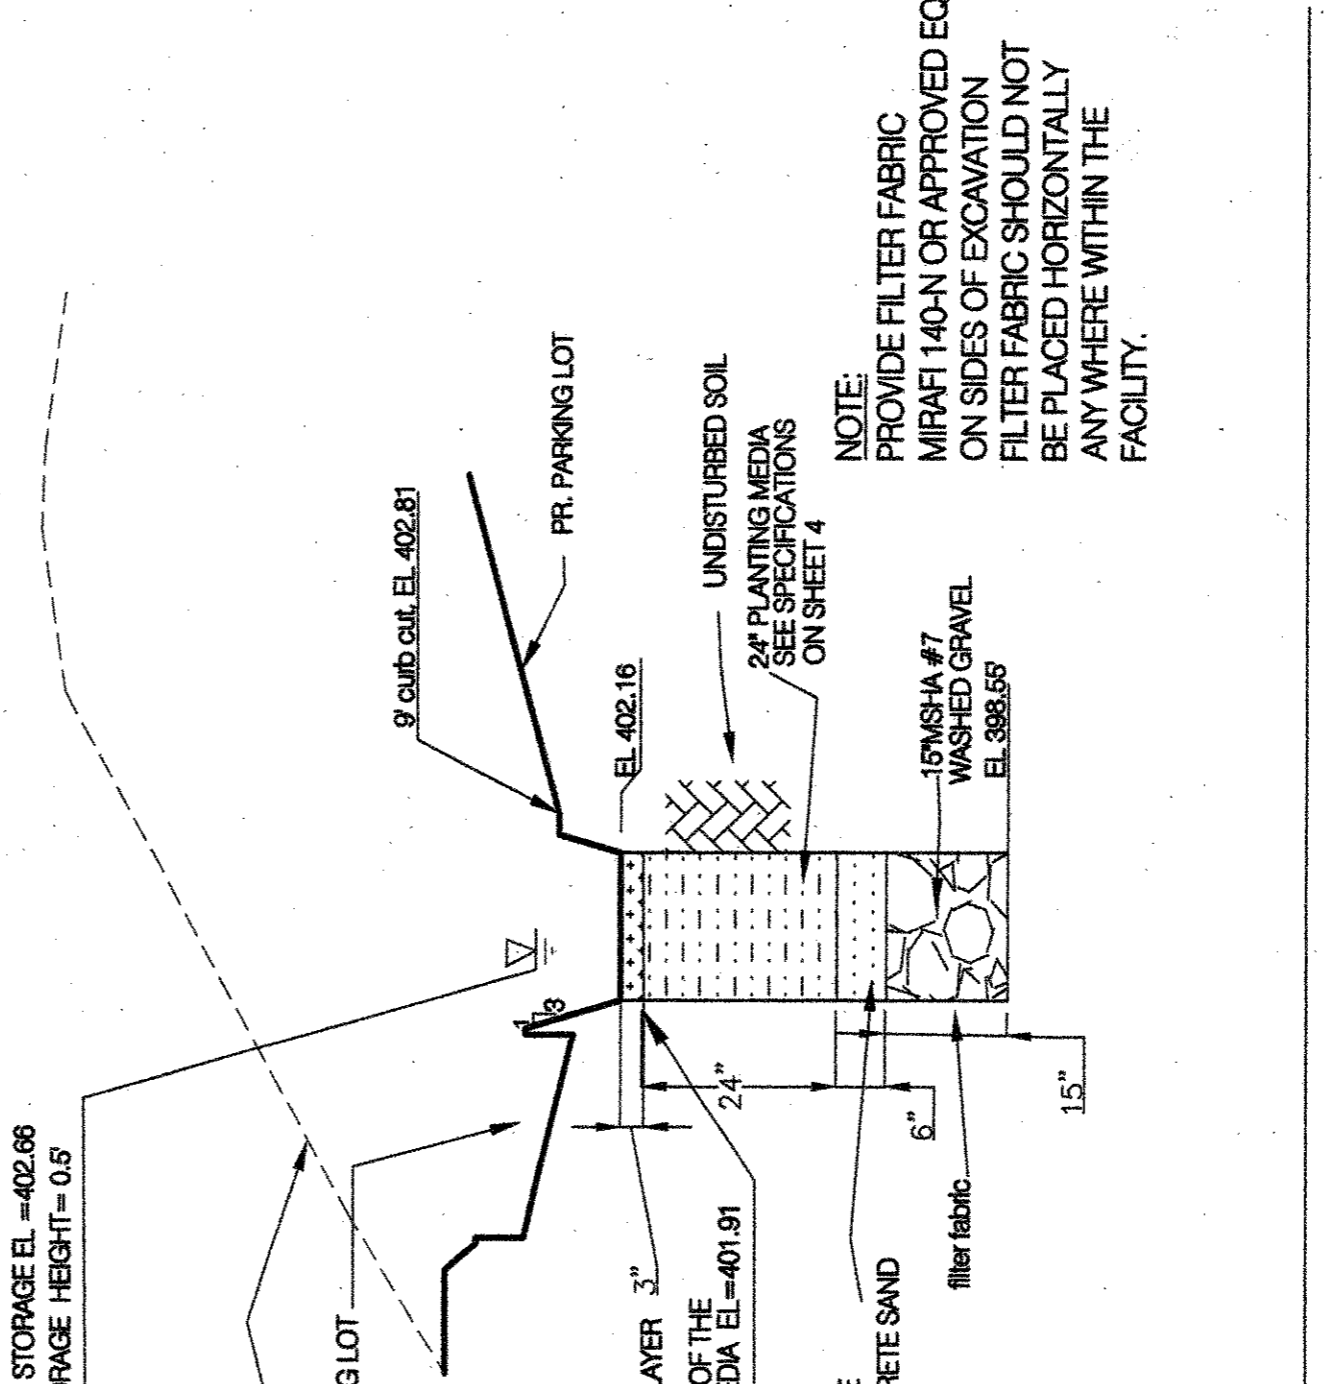 STORAGE EL =402.66
RAGE HEIGHT= 0.5'
9' curb cut, EL 402.81
PR. PARKING LOT
G LOT
1
3
EL 402.16
UNDISTURBED SOIL
24" PLANTING MEDIA
SEE SPECIFICATIONS
ON SHEET 4
AYER 3"
OF THE
EDIA EL=401.91
24"
6"
15"
15"MSHA #7
WASHED GRAVEL
EL 398.55'
E
RETE SAND
filter fabric
NOTE:
PROVIDE FILTER FABRIC
MIRAFI 140-N OR APPROVED EQ
ON SIDES OF EXCAVATION
FILTER FABRIC SHOULD NOT
BE PLACED HORIZONTALLY
ANY WHERE WITHIN THE
FACILITY.